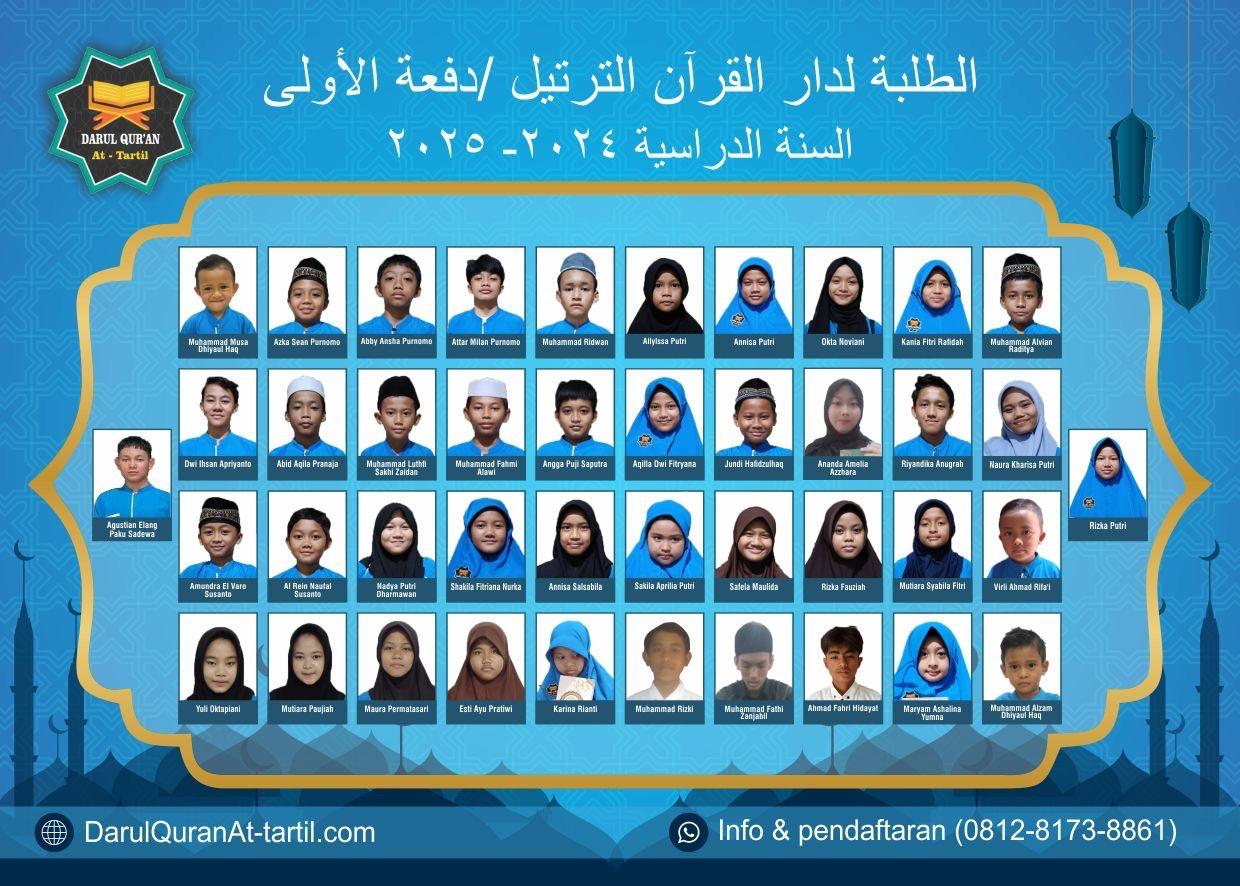 الطلبة لدار القرآن الترتيل /دفعة الأولى
السنة الدراسية ٢٠٢٤- ٢٠٢٥
DARUL QUR'AN
At - Tartil
Muhammad Musa
Dhiyaul Haq
Azka Sean Purnomo
Abby Ansha Purnomo
Attar Milan Purnomo
Muhammad Ridwan
Allylssa Putri
Annisa Putri
Okta Noviani
Kania Fitri Rafidah
Muhammad Alvian
Raditya
Dwi Ihsan Apriyanto
Abid Aqila Pranaja
Muhammad Luthfi
Sakhi Zaidan
Muhammad Fahmi
Alawi
Angga Puji Saputra
Aqilla Dwi Fitryana
Jundi Hafidzulhaq
Ananda Amelia
Azzhara
Riyandika Anugrah
Naura Kharisa Putri
Agustian Elang
Paku Sadewa
Rizka Putri
Amundra El Varo
Susanto
Al Rein Naufal
Susanto
Nadya Putri
Dharmawan
Shakila Fitriana Nurka
Annisa Salsabila
Sakila Aprilia Putri
Safela Maulida
Rizka Fauziah
Mutiara Syabila Fitri
Virli Ahmad Rifa'i
Yuli Oktapiani
Mutiara Paujiah
Maura Permatasari
Esti Ayu Pratiwi
Karina Rianti
Muhammad Rizki
Muhammad Fathi
Zanjabil
Ahmad Fahri Hidayat
Maryam Ashalina
Yumna
Muhammad Alzam
Dhiyaul Haq
DarulQuranAt-tartil.com
Info & pendaftaran (0812-8173-8861)